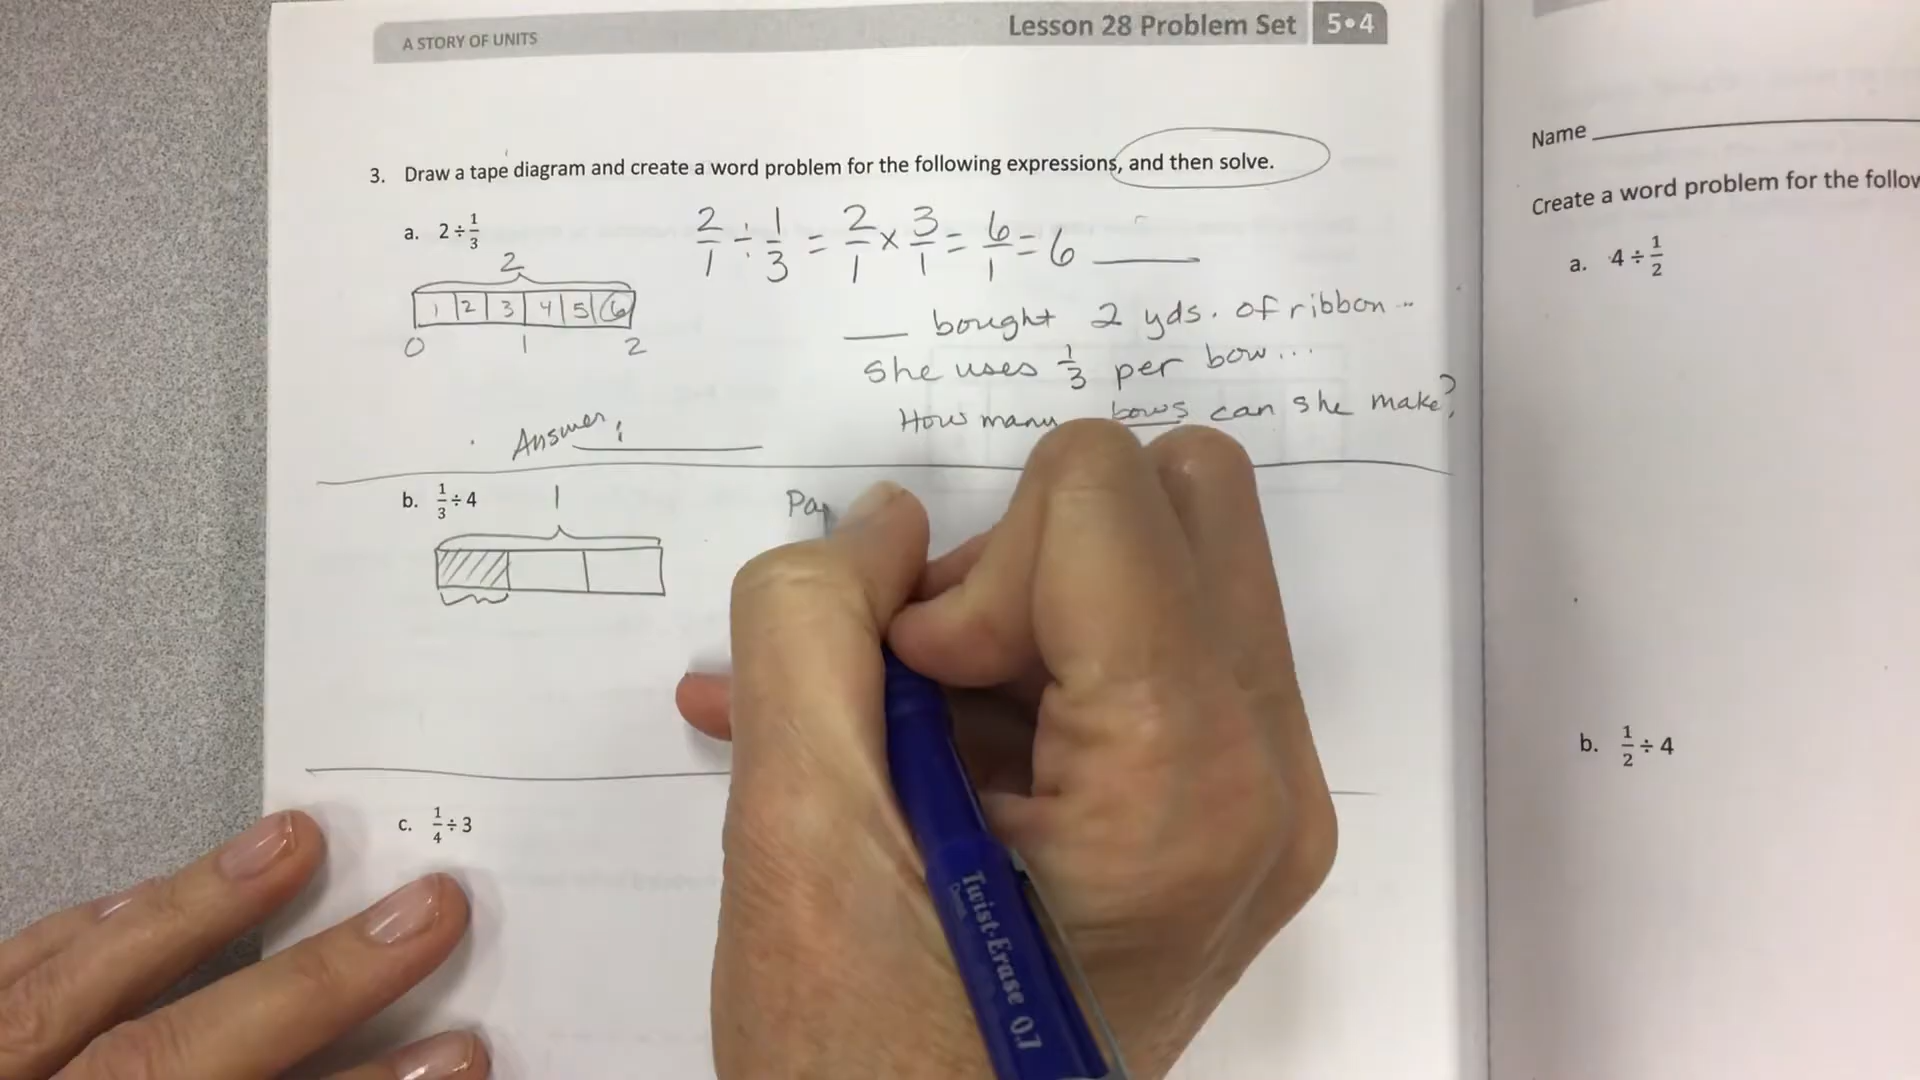 A STORY OF UNITS
Lesson 28 Problem Set 5•4
3. Draw a tape diagram and create a word problem for the following expressions, and then solve.
a. 2 ÷ 1/3
2/1 ÷ 1/3 = 2/1 × 3/1 = 6/1 = 6 ____
2
1 2 3 4 5 6
0 1 2
___ bought 2 yds. of ribbon...
She uses 1/3 per bow...
How many bows can she make?
Answer: ____
b. 1/3 ÷ 4
1
c. 1/4 ÷ 3
Twist-Erase 0.7
Name ____
Create a word problem for the
a. 4 ÷ 1/2
b. 1/2 ÷ 4